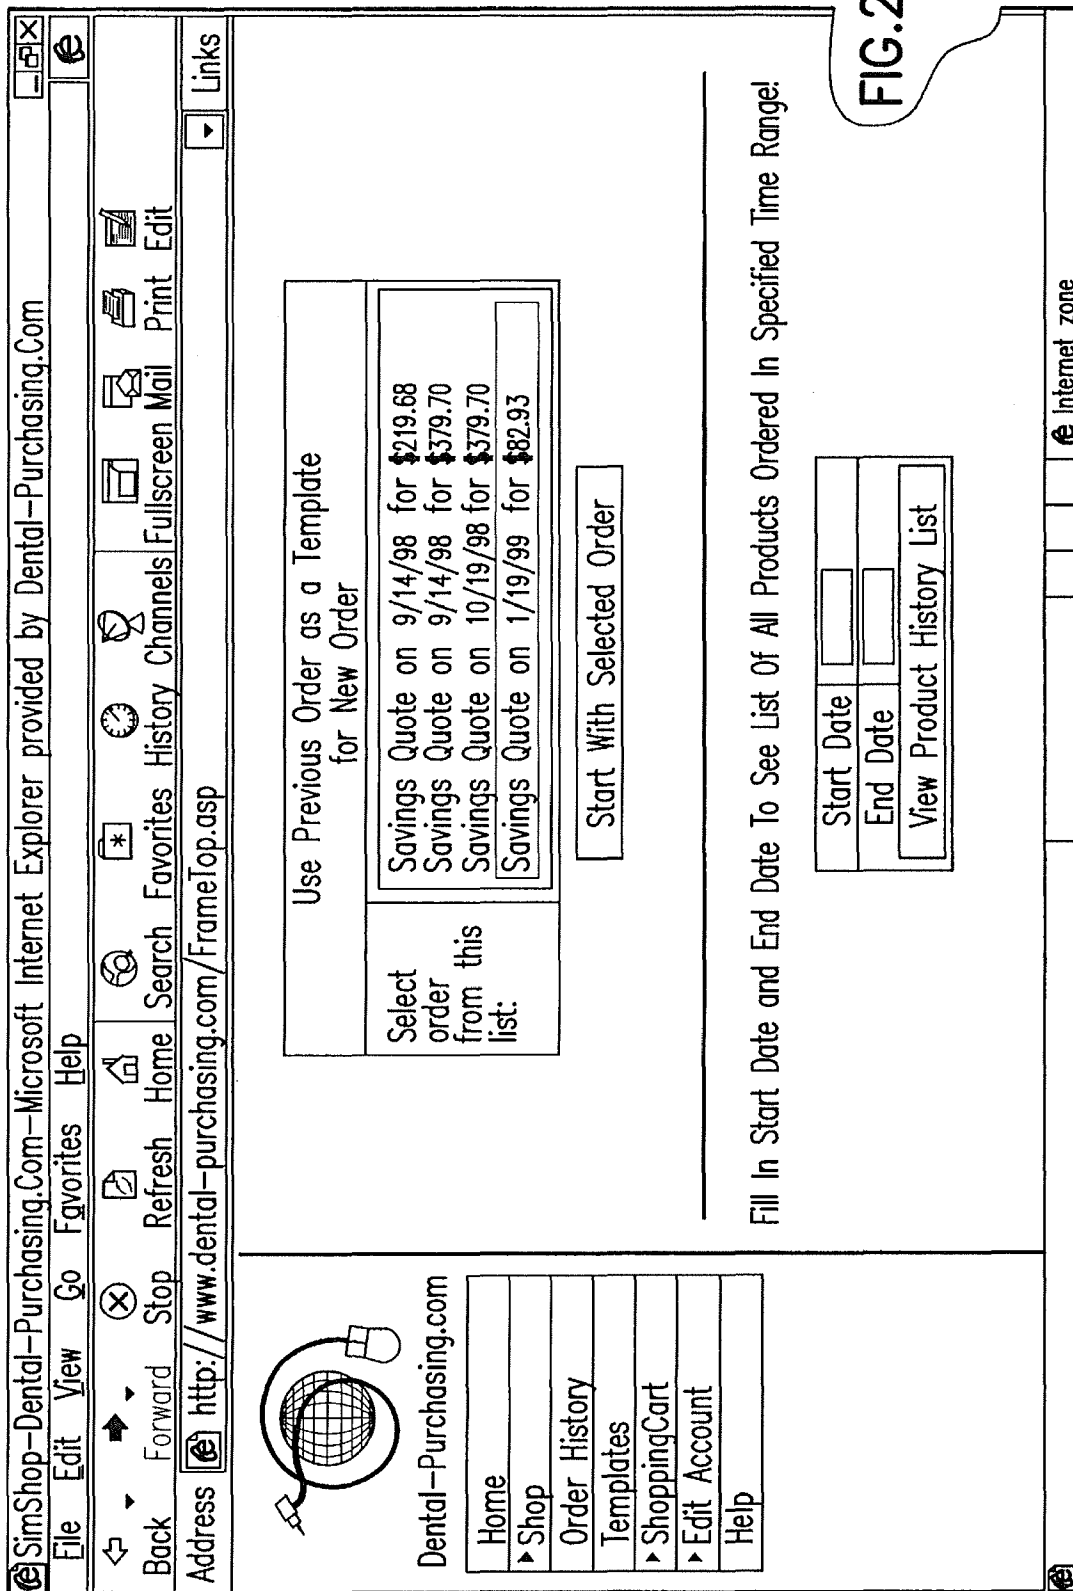 SimShop-Dental-Purchasing.Com-Microsoft Internet Explorer provided by Dental-Purchasing.Com
File Edit View Go Favorites Help
Back Forward Stop Refresh Home Search Favorites History Channels Fullscreen Mail Print Edit
Address http://www.dental-purchasing.com/FrameTop.asp Links
Dental-Purchasing.com
Home
Shop
Order History
Templates
ShoppingCart
Edit Account
Help
Use Previous Order as a Template
for New Order
Select
order
from this
list:
Savings Quote on 9/14/98 for $219.68
Savings Quote on 9/14/98 for $379.70
Savings Quote on 10/19/98 for $379.70
Savings Quote on 1/19/99 for $82.93
Start With Selected Order
Fill In Start Date and End Date To See List Of All Products Ordered In Specified Time Range!
Start Date
End Date
View Product History List
Internet zone
FIG.2